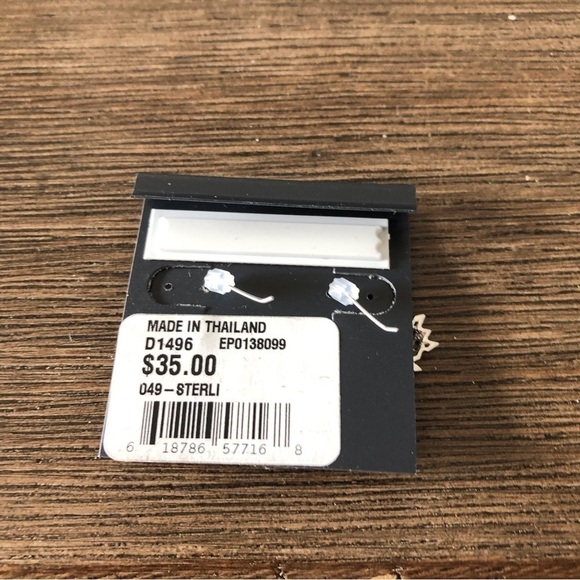 MADE IN THAILAND
D1496 EP0138099
$35.00
049-STERLI
6 18786 57716 8